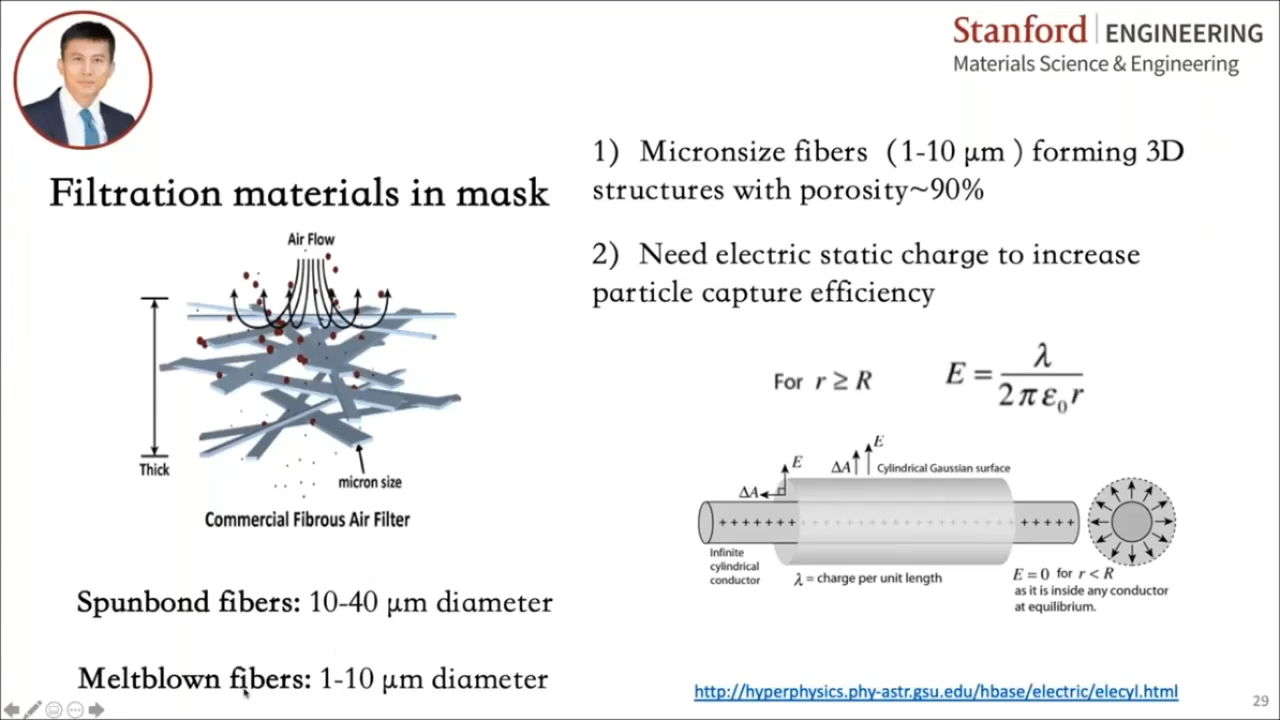 Stanford | ENGINEERING
Materials Science & Engineering
Filtration materials in mask
Air Flow
Thick
micron size
Commercial Fibrous Air Filter
Spunbond fibers: 10-40 μm diameter
Meltblown fibers: 1-10 μm diameter
1) Micronsize fibers (1-10 μm ) forming 3D
structures with porosity~90%
2) Need electric static charge to increase
particle capture efficiency
For r ≥ R
E = λ / 2πε₀r
E
ΔA
E
ΔA
Cylindrical Gaussian surface
+ + + + + + +
+ + + + +
Infinite
cylindrical
conductor
λ = charge per unit length
E = 0 for r < R
as it is inside any conductor
at equilibrium.
http://hyperphysics.phy-astr.gsu.edu/hbase/electric/elecyl.html
29